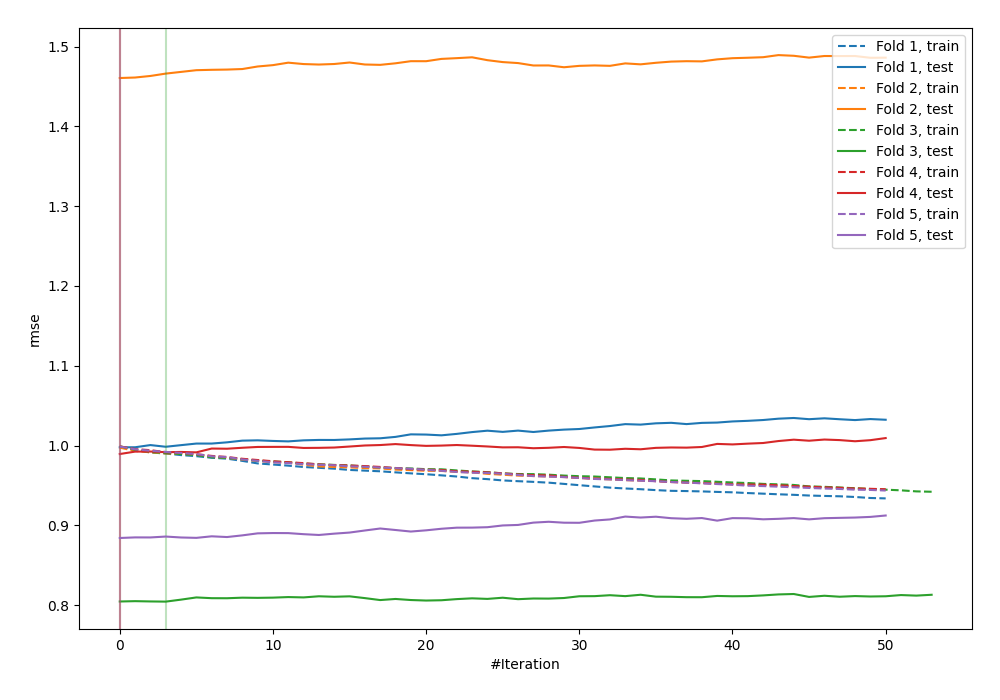 1.5
1.4
1.3
1.2
1.1
1.0
0.9
0.8
rmse
0
10
20
30
40
50
#Iteration
Fold 1, train
Fold 1, test
Fold 2, train
Fold 2, test
Fold 3, train
Fold 3, test
Fold 4, train
Fold 4, test
Fold 5, train
Fold 5, test